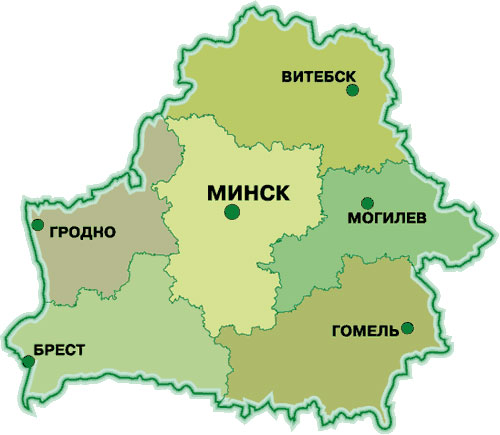 ВИТЕБСК
МИНСК
МОГИЛЕВ
ГРОДНО
ГОМЕЛЬ
БРЕСТ